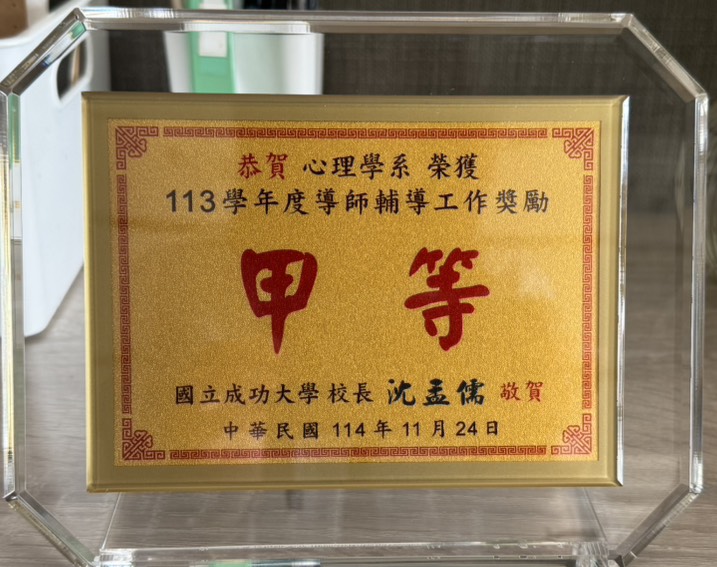 恭賀 心理學系 榮獲
113學年度導師輔導工作獎勵
甲 等
國立成功大學 校長 沈孟儒 敬賀
中華民國 114 年 11 月 24 日